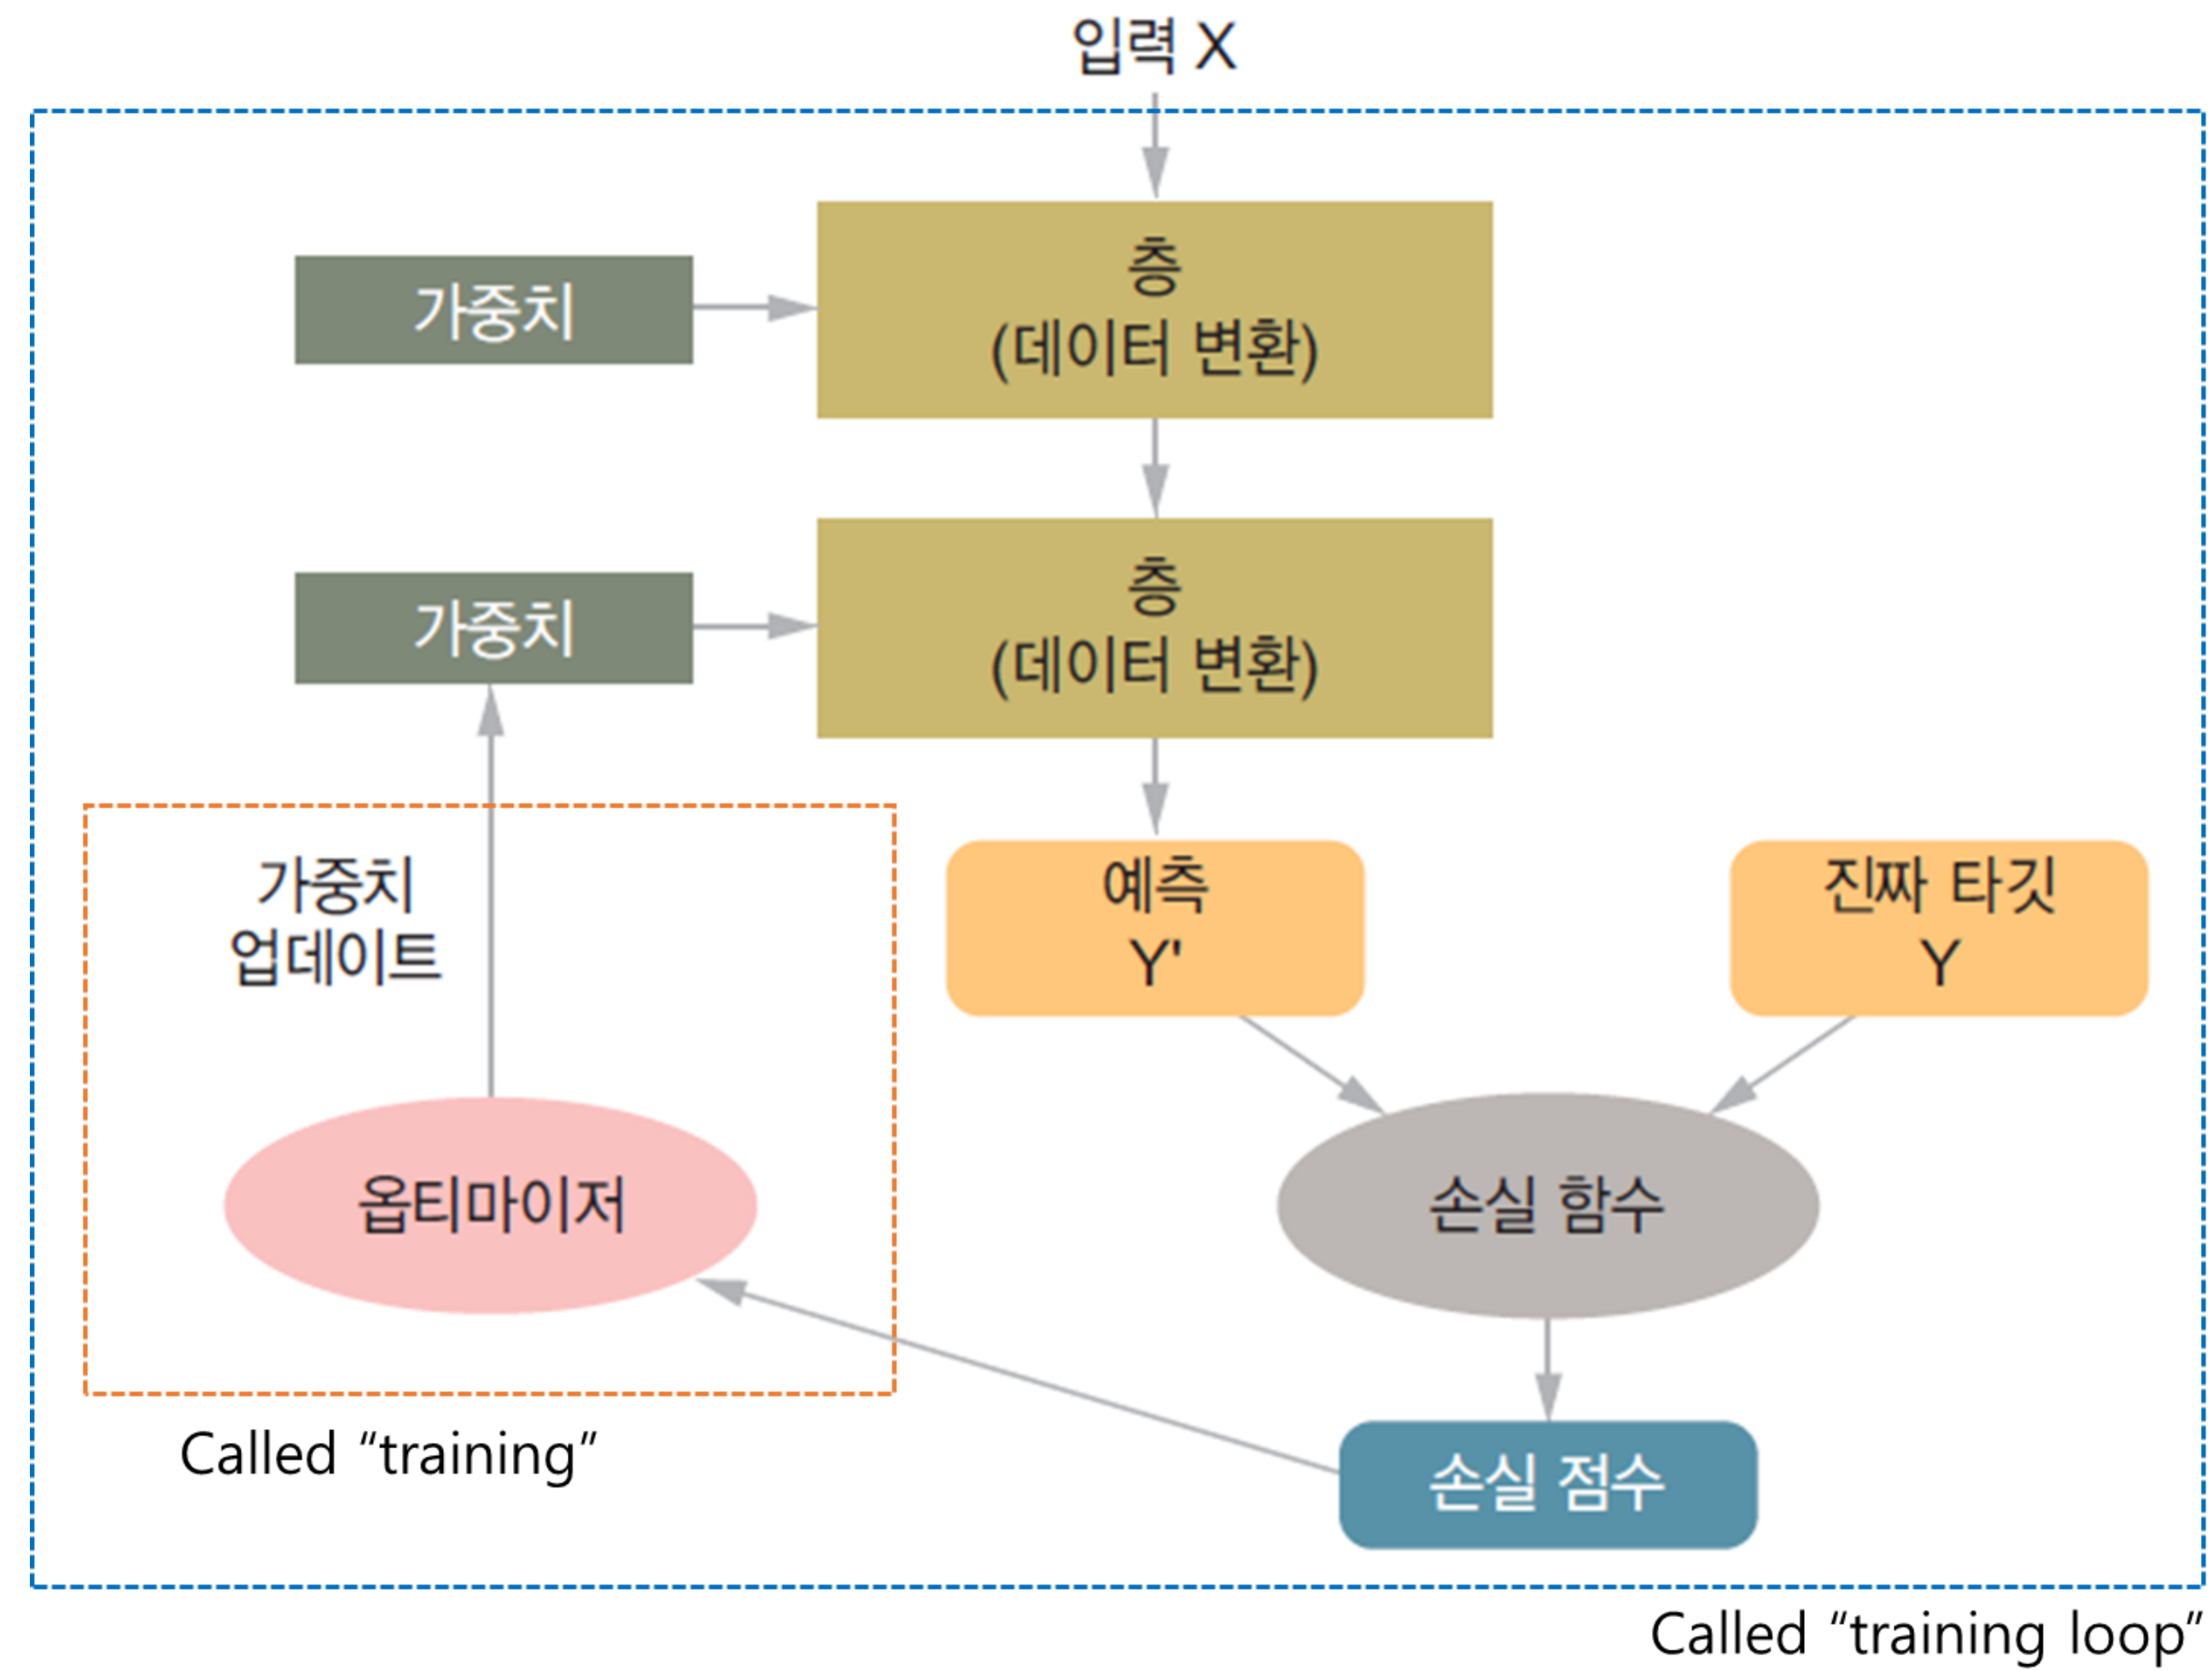 입력 X
가중치
층
(데이터 변환)
가중치
층
(데이터 변환)
가중치
업데이트
예측
Y'
진짜 타깃
Y
옵티마이저
손실 함수
Called “training”
손실 점수
Called “training loop”